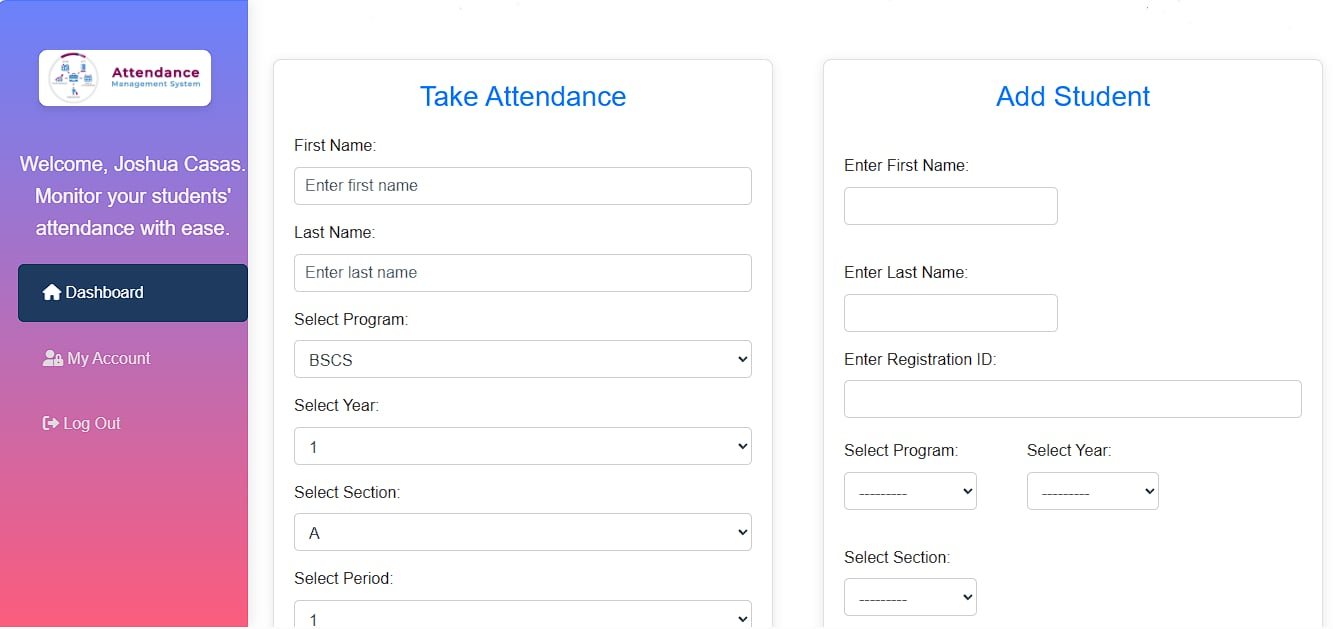 Attendance
Management System
Welcome, Joshua Casas.
Monitor your students'
attendance with ease.
Dashboard
My Account
Log Out
Take Attendance
First Name:
Enter first name
Last Name:
Enter last name
Select Program:
BSCS
Select Year:
1
Select Section:
A
Select Period:
1
Add Student
Enter First Name:
Enter Last Name:
Enter Registration ID:
Select Program: Select Year:
--------- ---------
Select Section:
---------